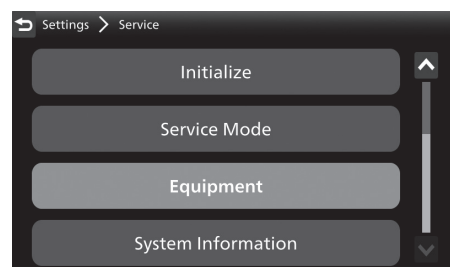 Settings > Service
Initialize
Service Mode
Equipment
System Information